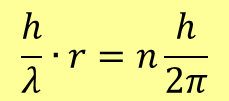 h/λ · r = n h/2π